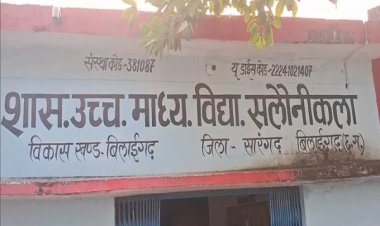 संस्था कोड-381087 यू डाईस कोड-22241021407
शास.उच्च. माध्य. विद्या. सलौनीकला
विकास खण्ड-बिलाईगढ़ जिला- सारंगढ़ बिलाईगढ़(छ.ग.)